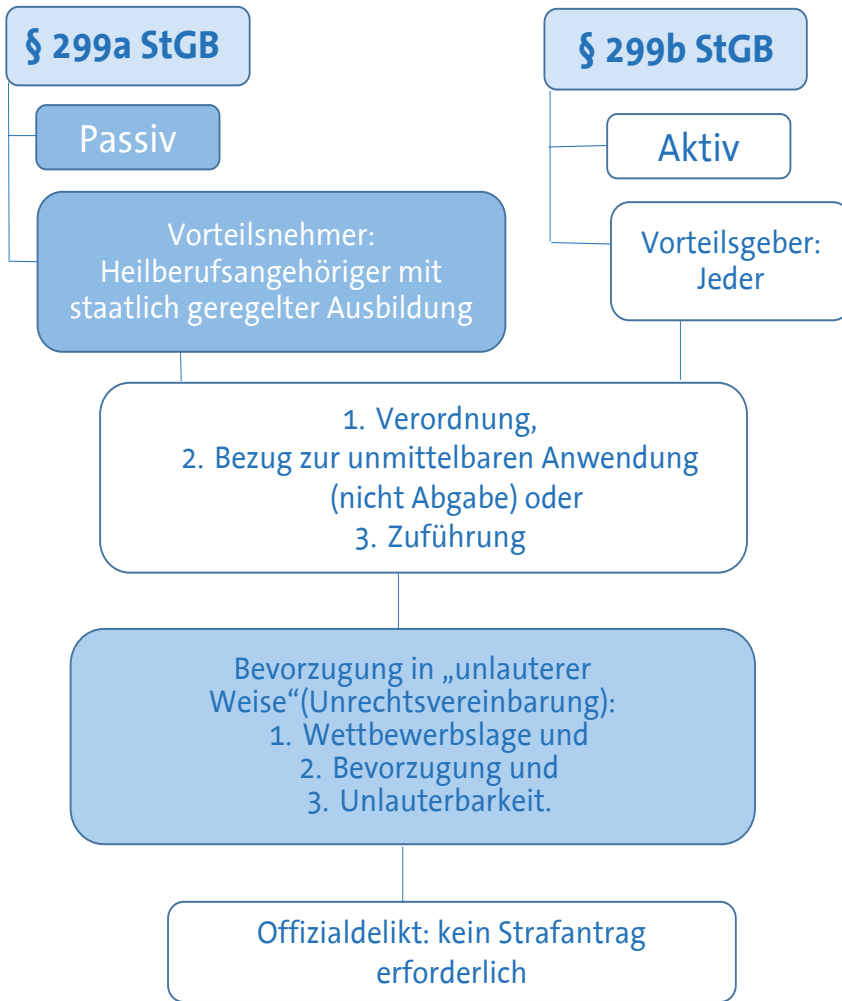 § 299a StGB
Passiv
Vorteilsnehmer:
Heilberufsangehöriger mit
staatlich geregelter Ausbildung
§ 299b StGB
Aktiv
Vorteilsgeber:
Jeder
1. Verordnung,
2. Bezug zur unmittelbaren Anwendung
(nicht Abgabe) oder
3. Zuführung
Bevorzugung in „unlauterer
Weise“(Unrechtsvereinbarung):
1. Wettbewerbslage und
2. Bevorzugung und
3. Unlauterbarkeit.
Offizialdelikt: kein Strafantrag
erforderlich